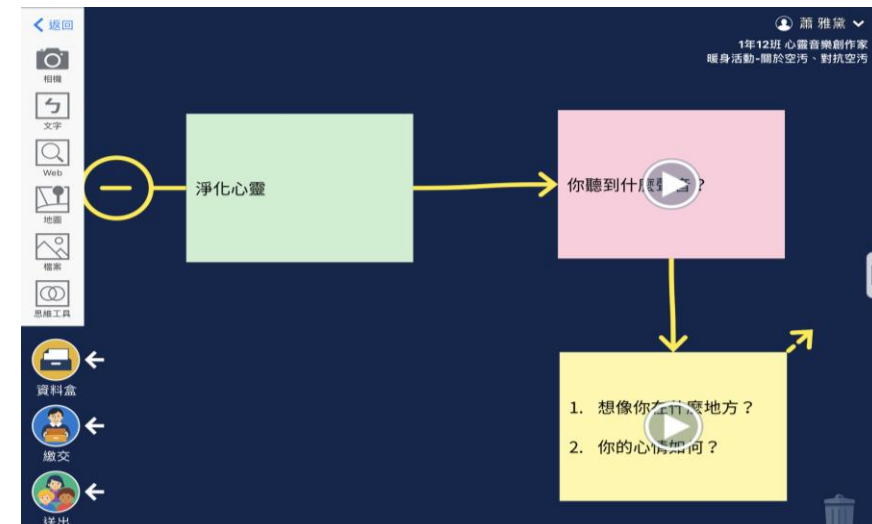 返回
相機
文字
Web
地圖
檔案
思維工具
資料盒
繳交
送出
蕭 雅黛
1年12班 心靈音樂創作家
暖身活動-關於空汚、對抗空汚
淨化心靈
你聽到什麼聲音？
1. 想像你在什麼地方？
2. 你的心情如何？